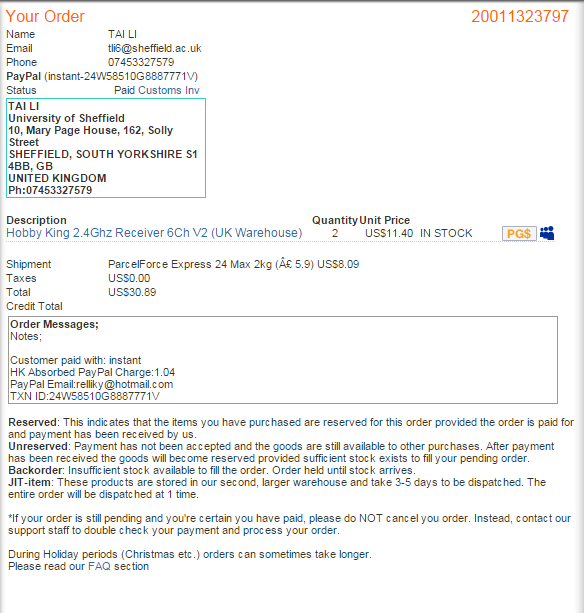 Your Order 20011323797
Name TAI LI
Email tli6@sheffield.ac.uk
Phone 07453327579
PayPal (instant-24W58510G8887771V)
Status Paid Customs Inv
TAI LI
University of Sheffield
10, Mary Page House, 162, Solly
Street
SHEFFIELD, SOUTH YORKSHIRE S1
4BB, GB
UNITED KINGDOM
Ph:07453327579
Description Quantity Unit Price
Hobby King 2.4Ghz Receiver 6Ch V2 (UK Warehouse) 2 US$11.40 IN STOCK PG$
Shipment ParcelForce Express 24 Max 2kg (Â£ 5.9) US$8.09
Taxes US$0.00
Total US$30.89
Credit Total
Order Messages;
Notes;
Customer paid with: instant
HK Absorbed PayPal Charge:1.04
PayPal Email:relliky@hotmail.com
TXN ID:24W58510G8887771V
Reserved: This indicates that the items you have purchased are reserved for this order provided the order is paid for
and payment has been received by us.
Unreserved: Payment has not been accepted and the goods are still available to other purchases. After payment
has been received the goods will become reserved provided sufficient stock exists to fill your pending order.
Backorder: Insufficient stock available to fill the order. Order held until stock arrives.
JIT-item: These products are stored in our second, larger warehouse and take 3-5 days to be dispatched. The
entire order will be dispatched at 1 time.
*If your order is still pending and you're certain you have paid, please do NOT cancel you order. Instead, contact our
support staff to double check your payment and process your order.
During Holiday periods (Christmas etc.) orders can sometimes take longer.
Please read our FAQ section